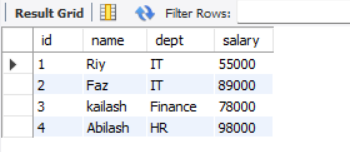 Result Grid Filter Rows:
id name dept salary
1 Riy IT 55000
2 Faz IT 89000
3 kailash Finance 78000
4 Abilash HR 98000